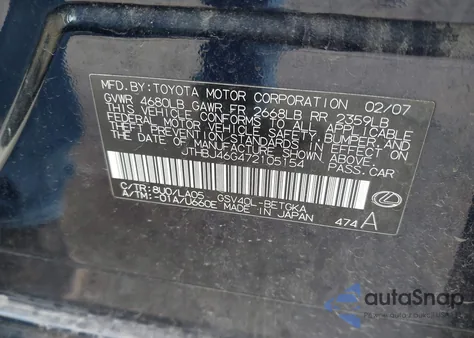 MFD.BY:TOYOTA MOTOR CORPORATION 02/07
GVWR 4680LB GAWR FR 2668LB RR 2359LB
THIS VEHICLE CONFORMS TO ALL APPLICABLE
FEDERAL MOTOR VEHICLE SAFETY, BUMPER, AND
THEFT PREVENTION STANDARDS IN EFFECT ON
THE DATE OF MANUFACTURE SHOWN ABOVE.
JTHBJ46G472105154 PASS.CAR
C/TR:8U0/LA05 GSV40L-BETGKA
A/TM:-01A/U660E MADE IN JAPAN 474A
autoSnap